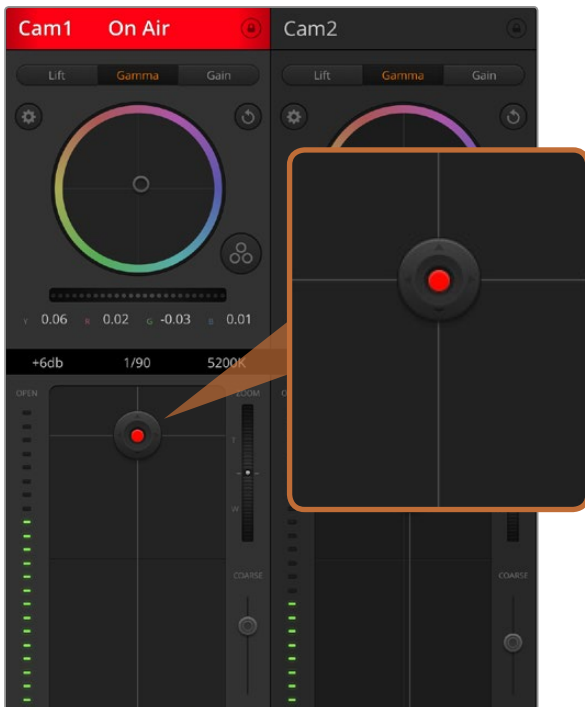 Cam1 On Air
Cam2
Lift Gamma Gain
Lift Gamma Gain
Y 0.06 R 0.02 G -0.03 B 0.01
+6db 1/90 5200K
OPEN
ZOOM
T
W
COARSE
COARSE